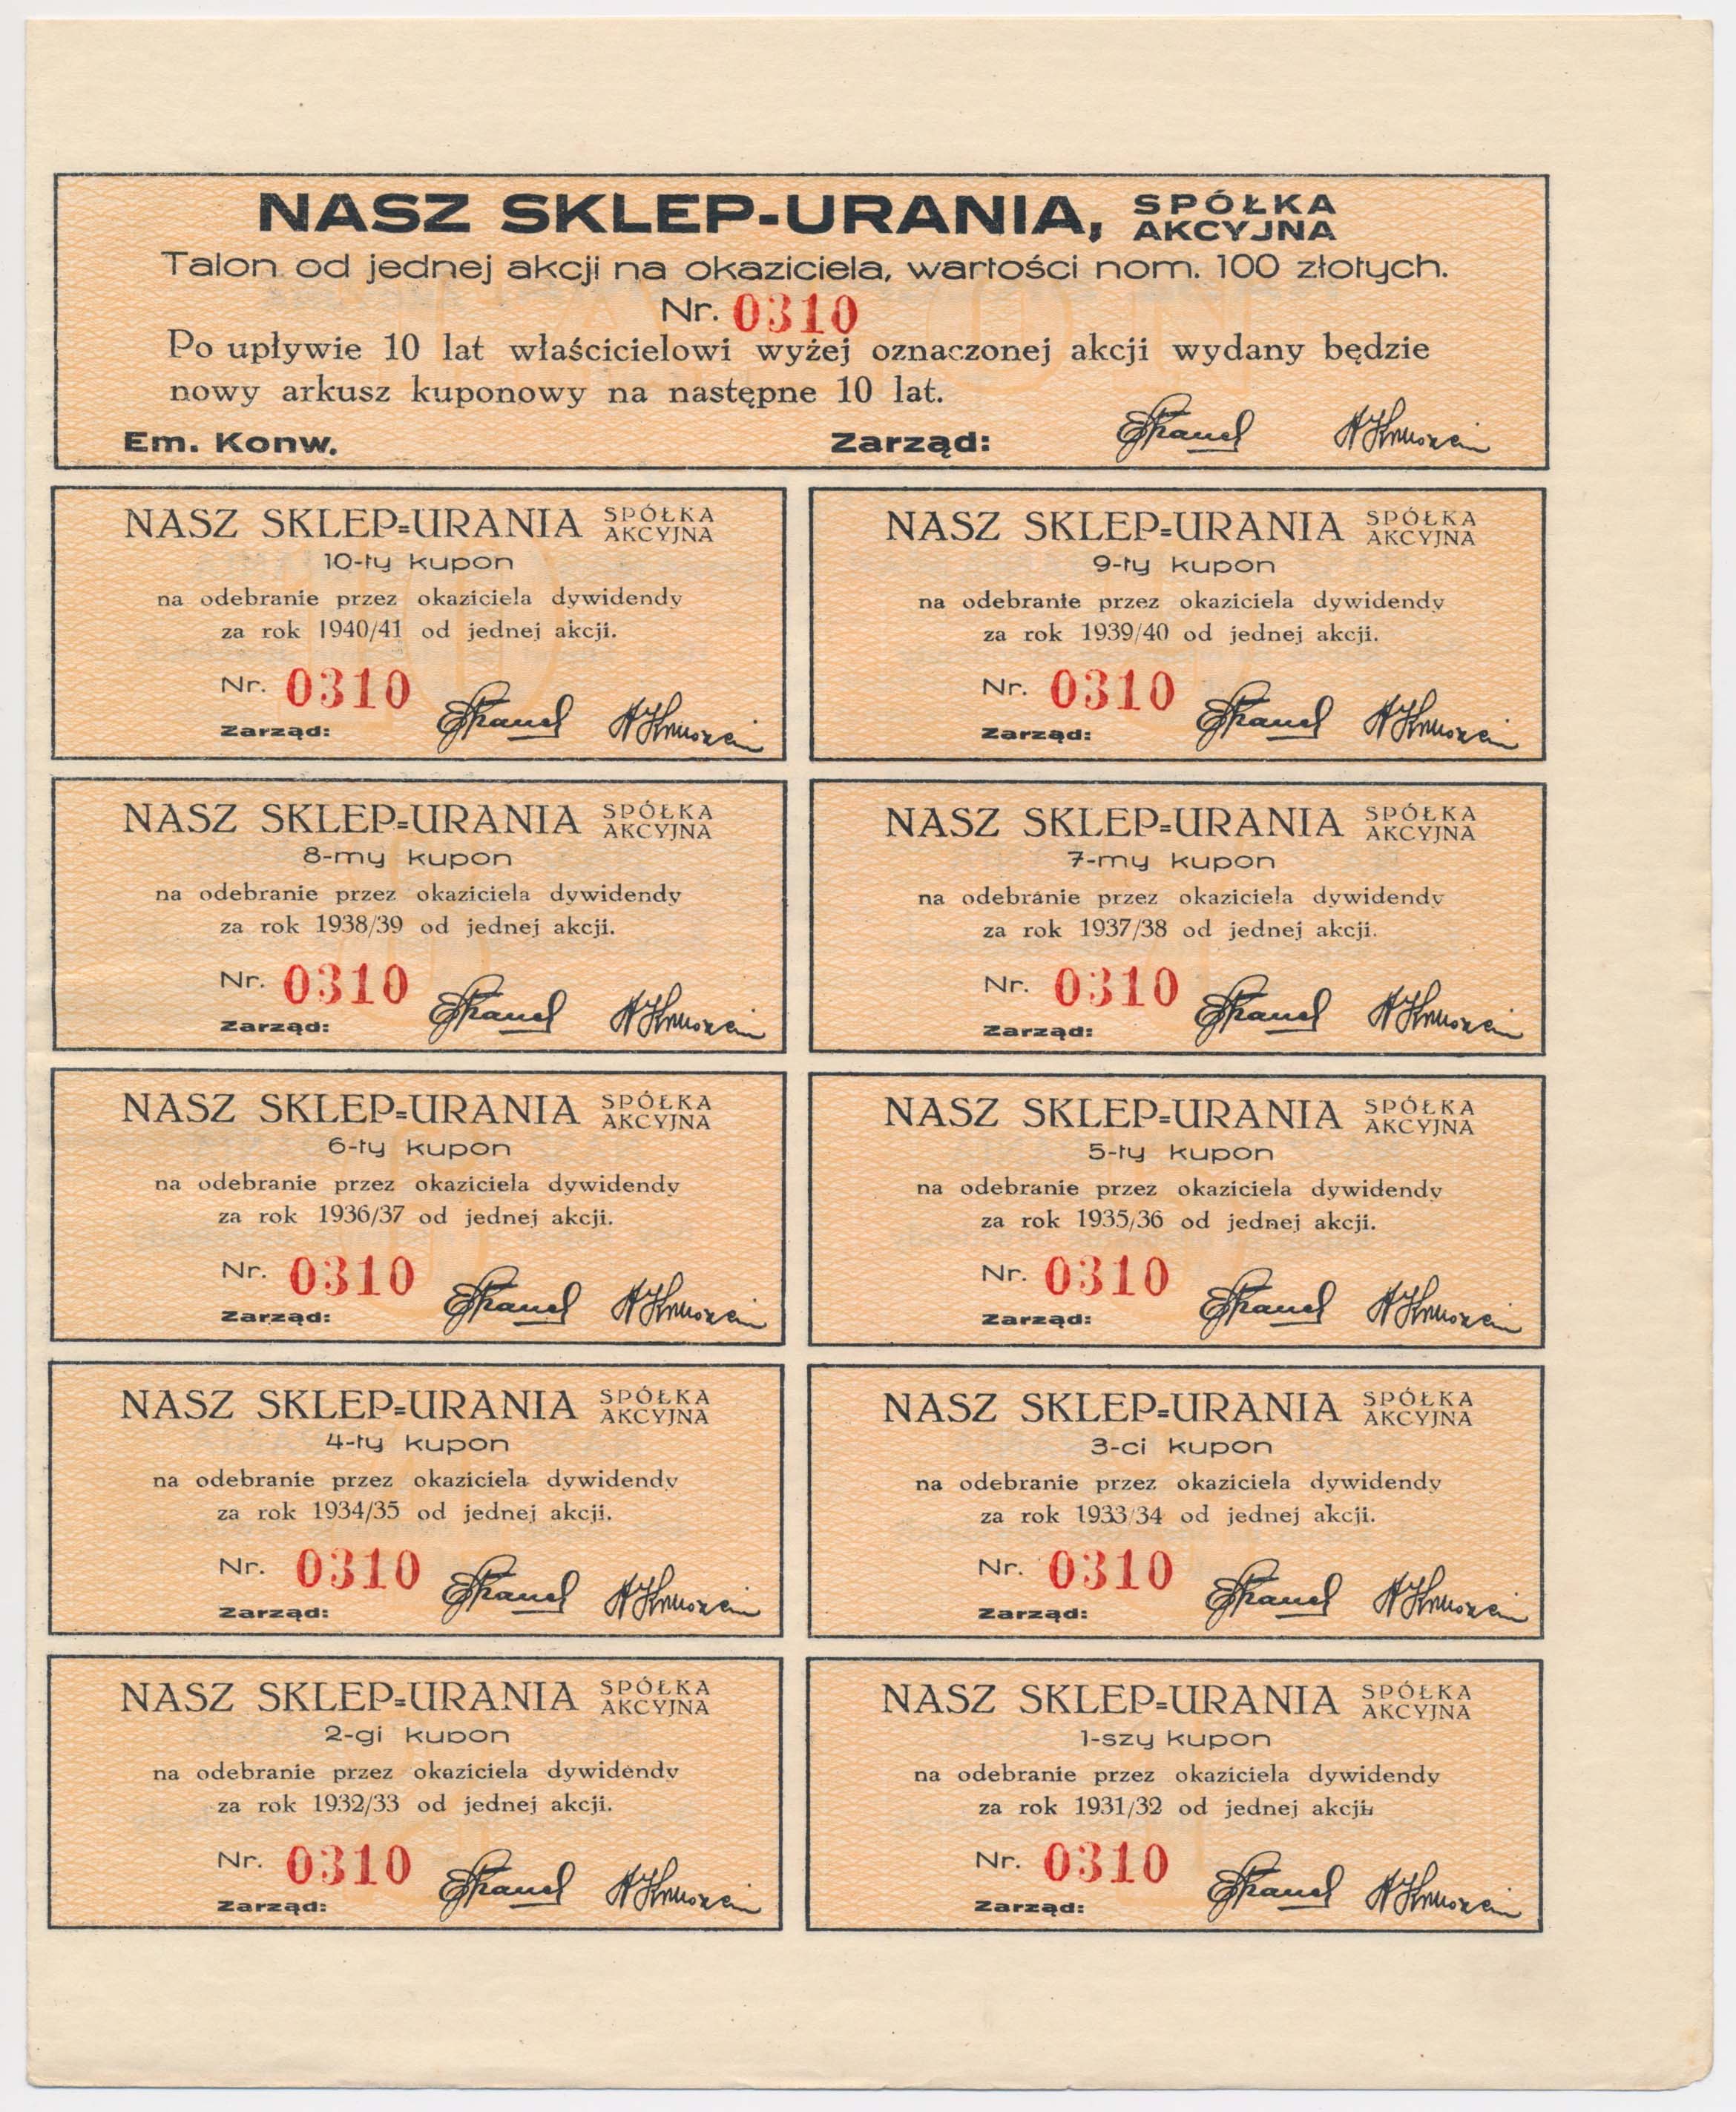 NASZ SKLEP-URANIA, SPÓŁKA AKCYJNA
Talon od jednej akcji na okaziciela, wartości nom. 100 złotych.
Nr. 0310
Po upływie 10 lat właścicielowi wyżej oznaczonej akcji wydany będzie
nowy arkusz kuponowy na następne 10 lat.
Em. Konw. Zarząd:
NASZ SKLEP-URANIA SPÓŁKA AKCYJNA
10-ty kupon
na odebranie przez okaziciela dywidendy
za rok 1940/41 od jednej akcji.
Nr. 0310
Zarząd:
NASZ SKLEP-URANIA SPÓŁKA AKCYJNA
9-ty kupon
na odebranie przez okaziciela dywidendy
za rok 1939/40 od jednej akcji.
Nr. 0310
Zarząd:
NASZ SKLEP-URANIA SPÓŁKA AKCYJNA
8-my kupon
na odebranie przez okaziciela dywidendy
za rok 1938/39 od jednej akcji.
Nr. 0310
Zarząd:
NASZ SKLEP-URANIA SPÓŁKA AKCYJNA
7-my kupon
na odebranie przez okaziciela dywidendy
za rok 1937/38 od jednej akcji.
Nr. 0310
Zarząd:
NASZ SKLEP-URANIA SPÓŁKA AKCYJNA
6-ty kupon
na odebranie przez okaziciela dywidendy
za rok 1936/37 od jednej akcji.
Nr. 0310
Zarząd:
NASZ SKLEP-URANIA SPÓŁKA AKCYJNA
5-ty kupon
na odebranie przez okaziciela dywidendy
za rok 1935/36 od jednej akcji.
Nr. 0310
Zarząd:
NASZ SKLEP-URANIA SPÓŁKA AKCYJNA
4-ty kupon
na odebranie przez okaziciela dywidendy
za rok 1934/35 od jednej akcji.
Nr. 0310
Zarząd:
NASZ SKLEP-URANIA SPÓŁKA AKCYJNA
3-ci kupon
na odebranie przez okaziciela dywidendy
za rok 1933/34 od jednej akcji.
Nr. 0310
Zarząd:
NASZ SKLEP-URANIA SPÓŁKA AKCYJNA
2-gi kupon
na odebranie przez okaziciela dywidendy
za rok 1932/33 od jednej akcji.
Nr. 0310
Zarząd:
NASZ SKLEP-URANIA SPÓŁKA AKCYJNA
1-szy kupon
na odebranie przez okaziciela dywidendy
za rok 1931/32 od jednej akcji.
Nr. 0310
Zarząd: